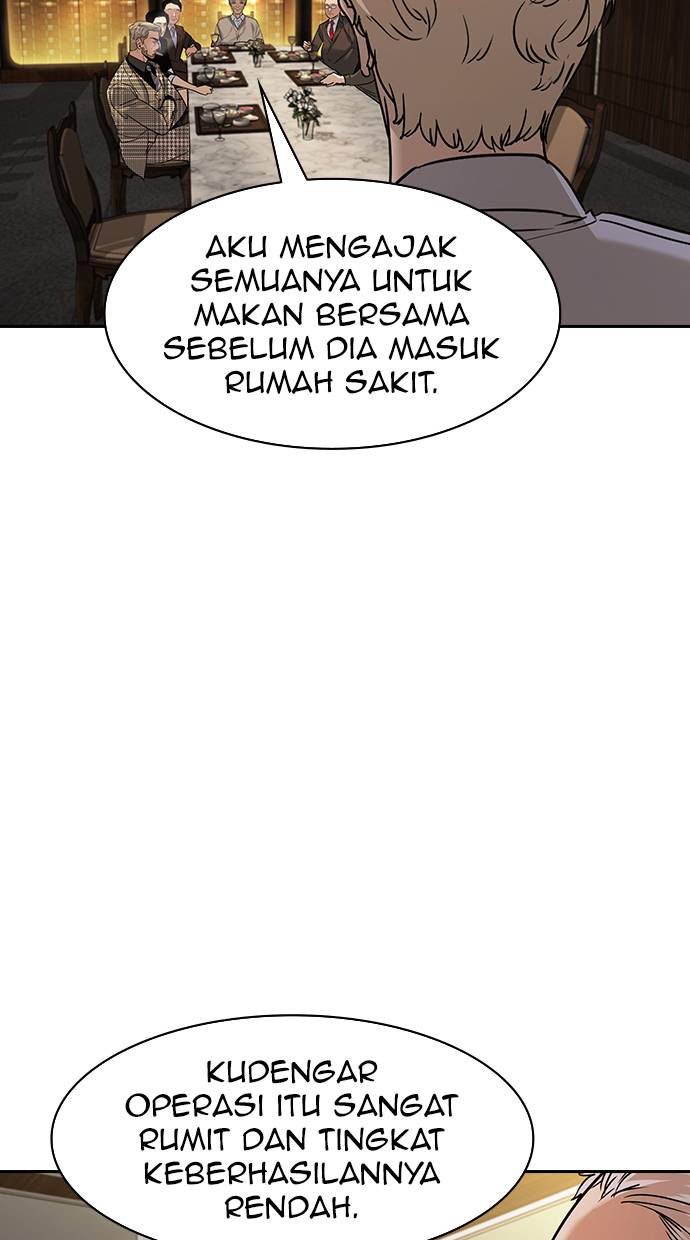 AKU MENGAJAK
SEMUANYA UNTUK
MAKAN BERSAMA
SEBELUM DIA MASUK
RUMAH SAKIT.
KUDENGAR
OPERASI ITU SANGAT
RUMIT DAN TINGKAT
KEBERHASILANNYA
RENDAH.